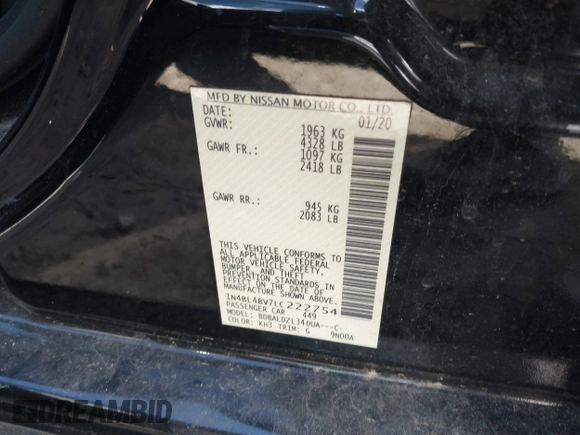 MFD BY NISSAN MOTOR CO., LTD.
DATE: 01/20
GVWR: 1963 KG
4328 LB
GAWR FR.: 1097 KG
2418 LB
GAWR RR.: 945 KG
2083 LB
THIS VEHICLE CONFORMS TO
ALL APPLICABLE FEDERAL
MOTOR VEHICLE SAFETY,
BUMPER, AND THEFT
PREVENTION STANDARDS IN
EFFECT ON THE DATE OF
MANUFACTURE SHOWN ABOVE.
1N4BL4BV7LC222754
PASSENGER CAR 449
MODEL: BDBALDZL34DUA---C-
COLOR: KH3 TRIM: G 9N00A
DREAMBID